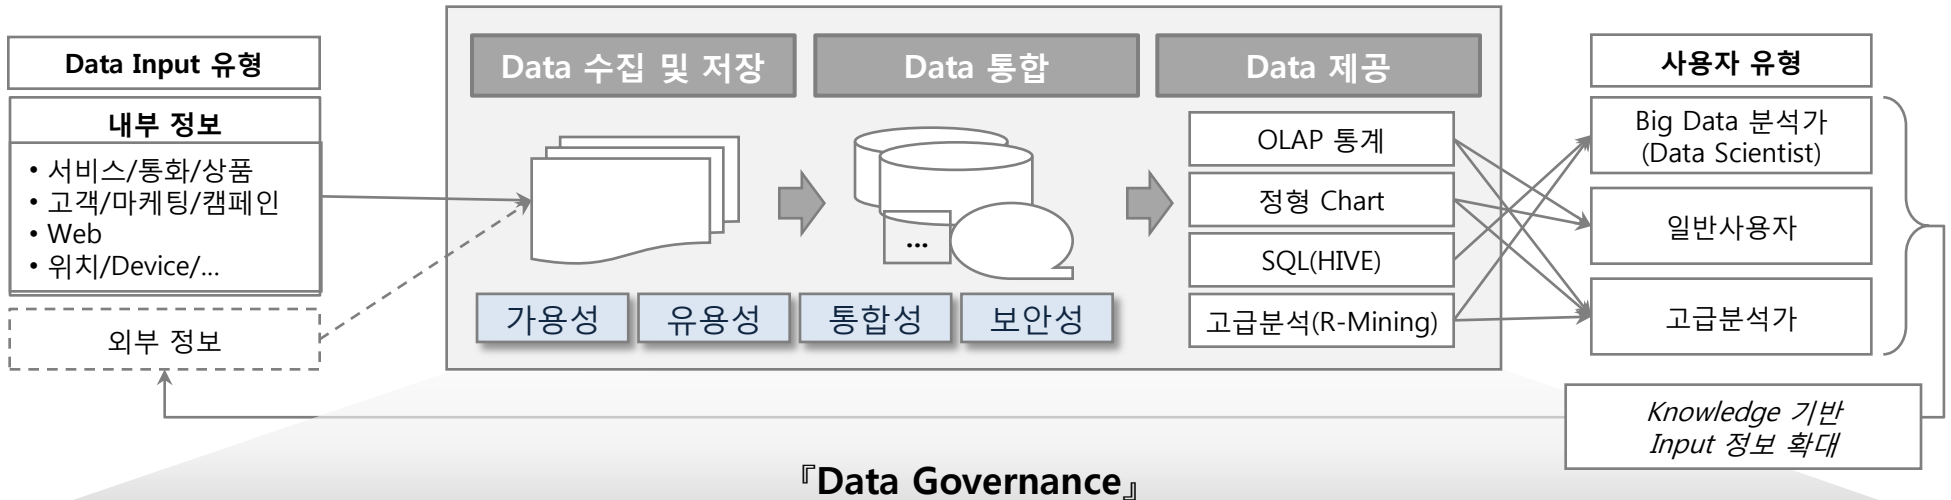 Data Input 유형
내부 정보
• 서비스/통화/상품
• 고객/마케팅/캠페인
• Web
• 위치/Device/...
외부 정보
Data 수집 및 저장
Data 통합
Data 제공
...
가용성
유용성
통합성
보안성
OLAP 통계
정형 Chart
SQL(HIVE)
고급분석(R-Mining)
사용자 유형
Big Data 분석가
(Data Scientist)
일반사용자
고급분석가
Knowledge 기반
Input 정보 확대
『Data Governance』